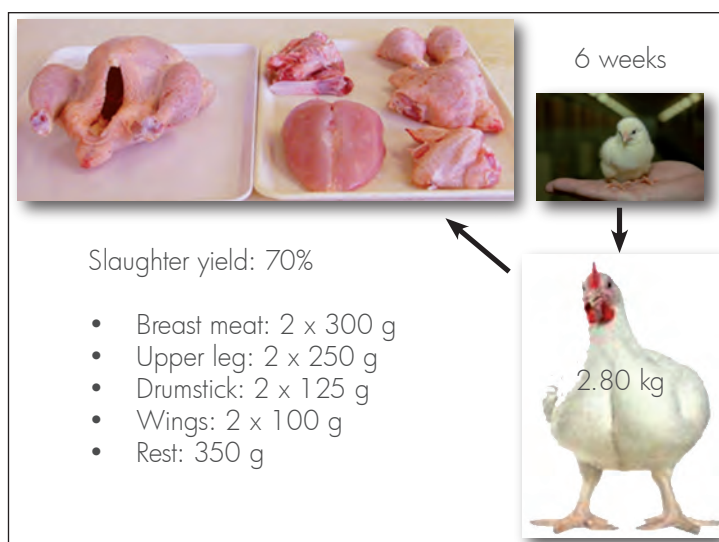 6 weeks
Slaughter yield: 70%
• Breast meat: 2 x 300 g
• Upper leg: 2 x 250 g
• Drumstick: 2 x 125 g
• Wings: 2 x 100 g
• Rest: 350 g
2.80 kg